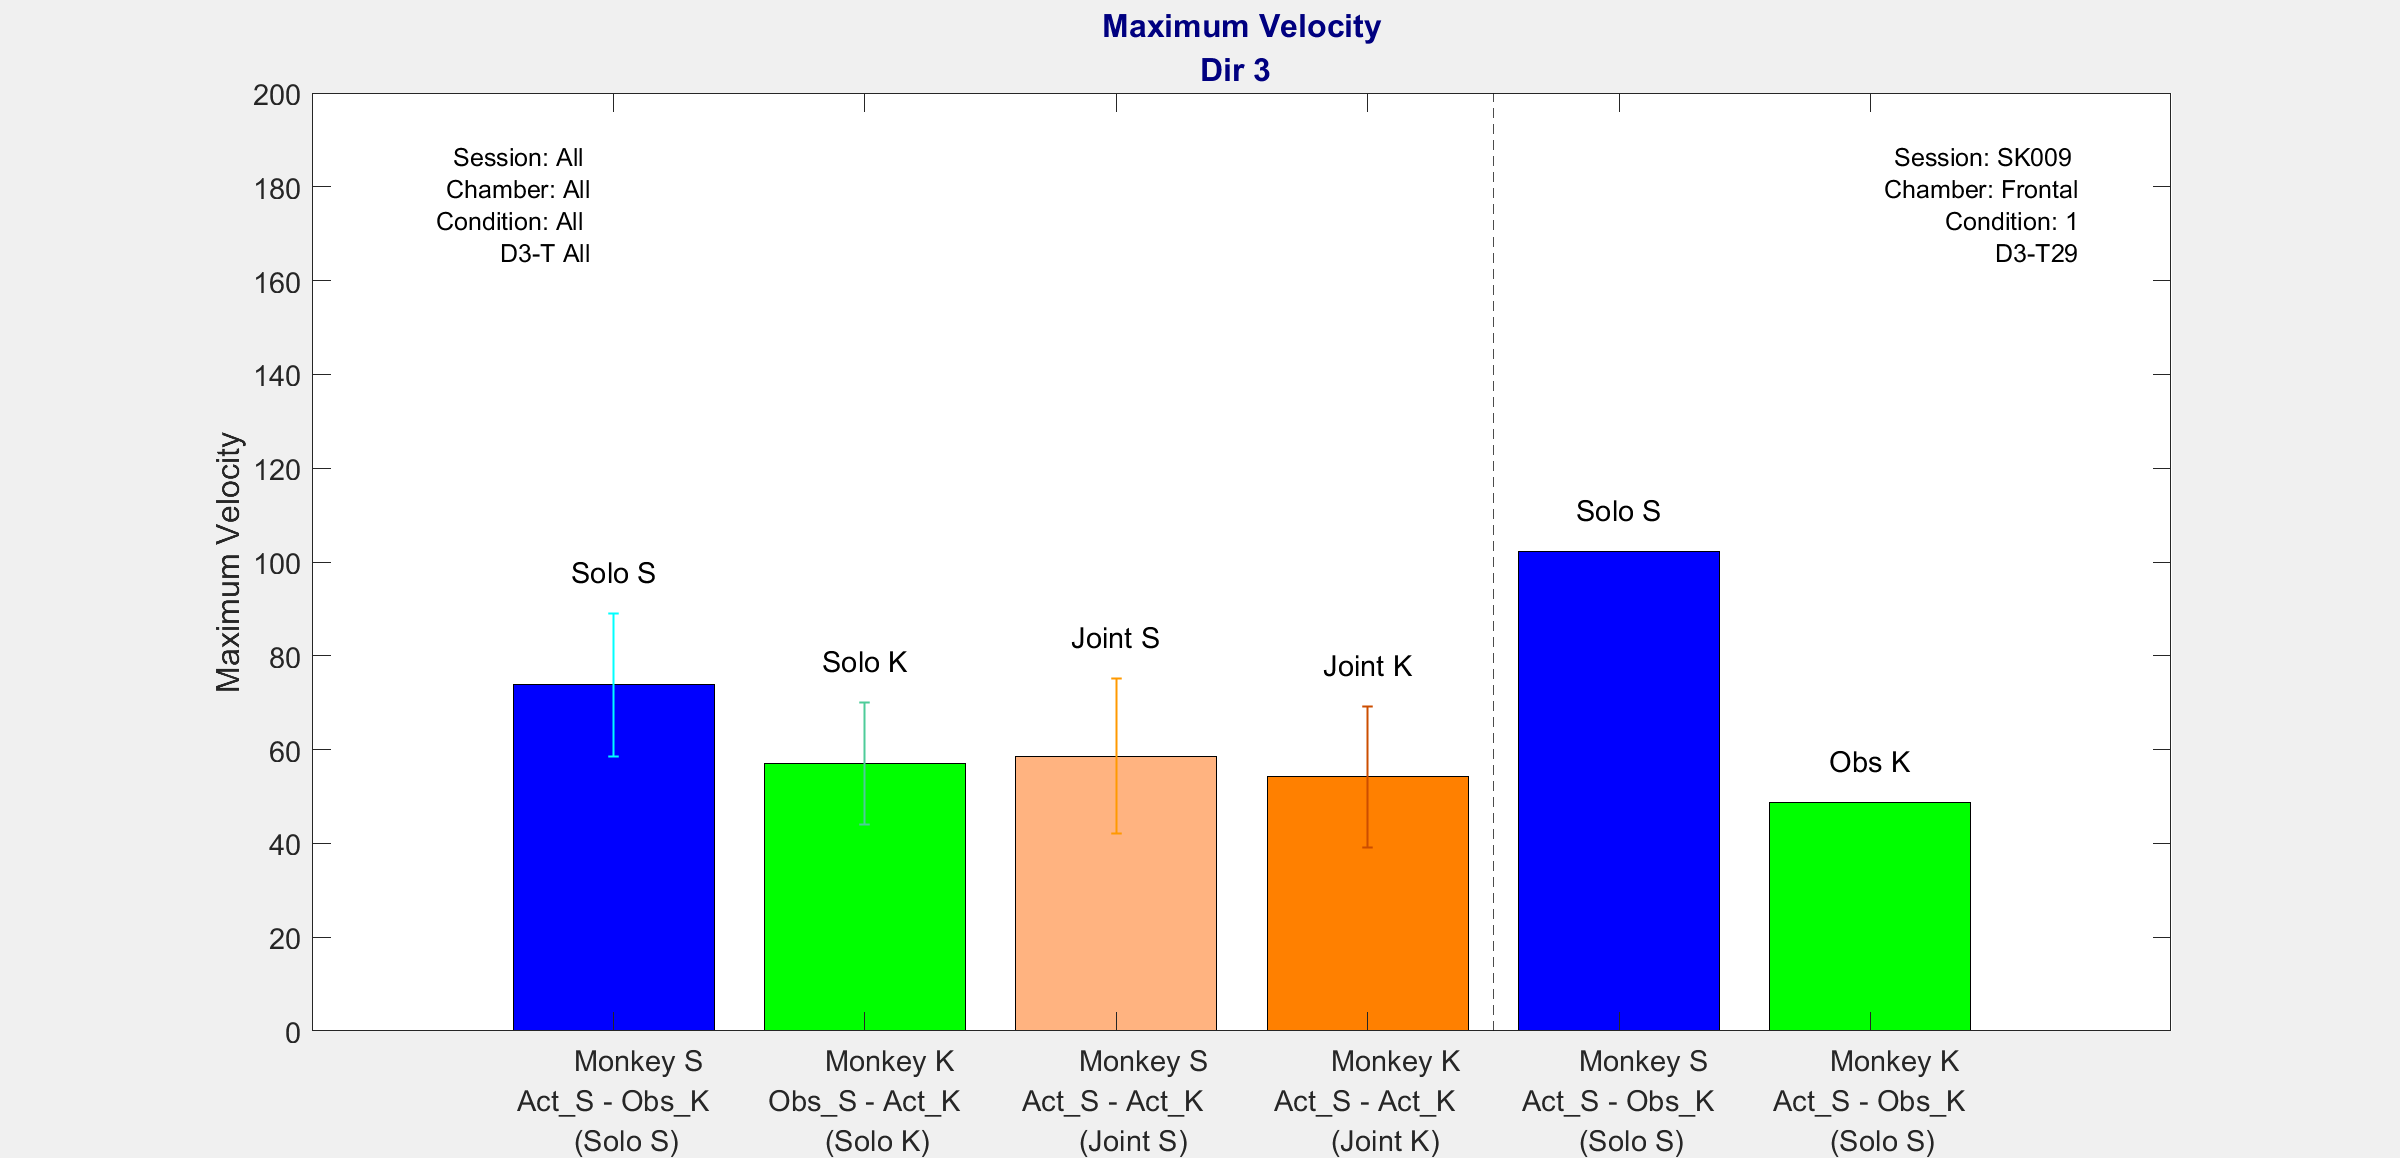 Maximum Velocity
Dir 3
Maximum Velocity
200
180
160
140
120
100
80
60
40
20
0
Session: All
Chamber: All
Condition: All
D3-T All
Session: SK009
Chamber: Frontal
Condition: 1
D3-T29
Solo S
Solo K
Joint S
Joint K
Solo S
Obs K
Monkey S
Act_S - Obs_K
(Solo S)
Monkey K
Obs_S - Act_K
(Solo K)
Monkey S
Act_S - Act_K
(Joint S)
Monkey K
Act_S - Act_K
(Joint K)
Monkey S
Act_S - Obs_K
(Solo S)
Monkey K
Act_S - Obs_K
(Solo S)